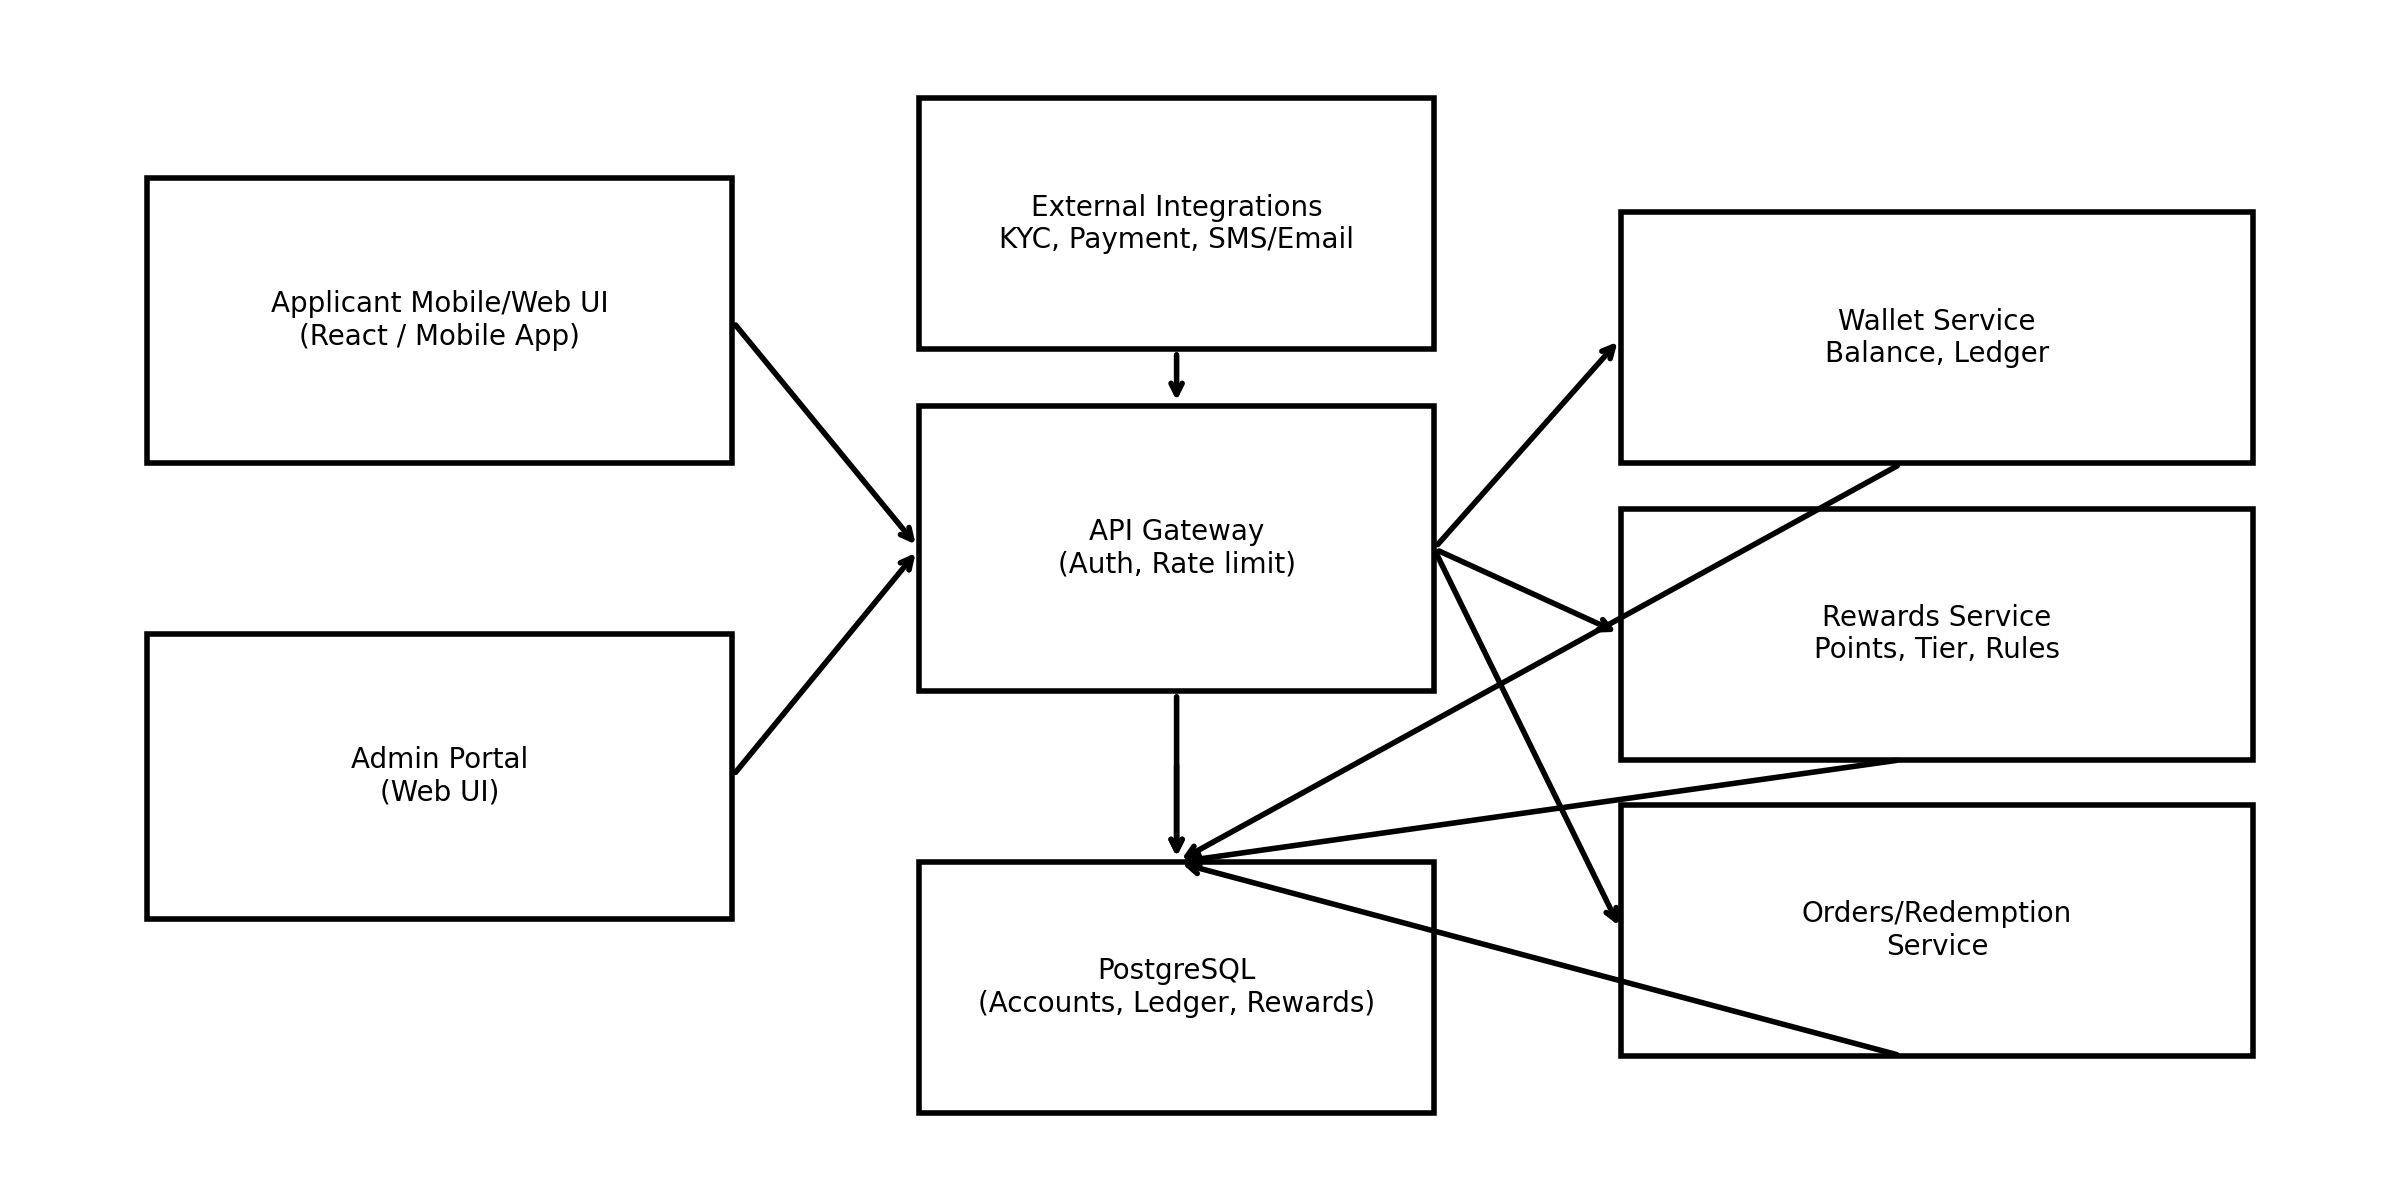 Applicant Mobile/Web UI
(React / Mobile App)
Admin Portal
(Web UI)
External Integrations
KYC, Payment, SMS/Email
API Gateway
(Auth, Rate limit)
PostgreSQL
(Accounts, Ledger, Rewards)
Wallet Service
Balance, Ledger
Rewards Service
Points, Tier, Rules
Orders/Redemption
Service